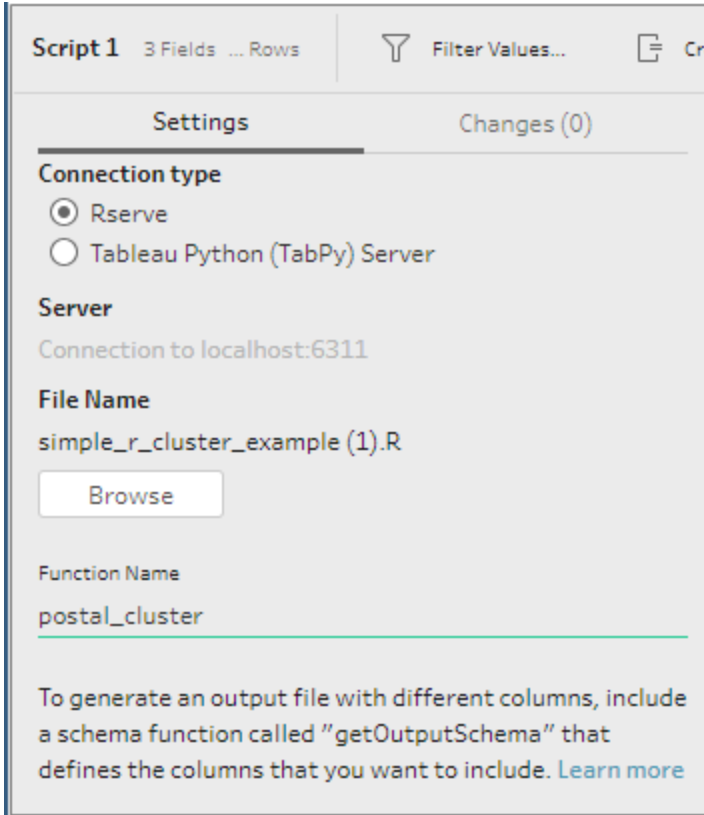 Script 1 3 Fields ... Rows Filter Values... Cr
Settings Changes (0)
Connection type
Rserve
Tableau Python (TabPy) Server
Server
Connection to localhost:6311
File Name
simple_r_cluster_example (1).R
Browse
Function Name
postal_cluster
To generate an output file with different columns, include
a schema function called "getOutputSchema" that
defines the columns that you want to include. Learn more